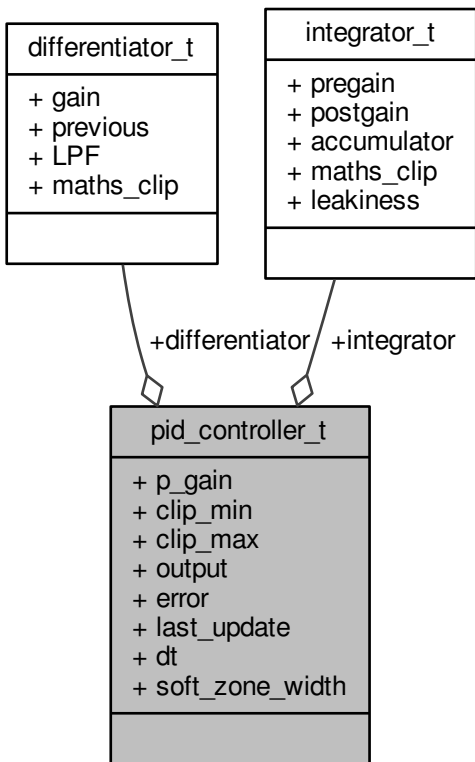 differentiator_t
+ gain
+ previous
+ LPF
+ maths_clip
integrator_t
+ pregain
+ postgain
+ accumulator
+ maths_clip
+ leakiness
+differentiator
+integrator
pid_controller_t
+ p_gain
+ clip_min
+ clip_max
+ output
+ error
+ last_update
+ dt
+ soft_zone_width